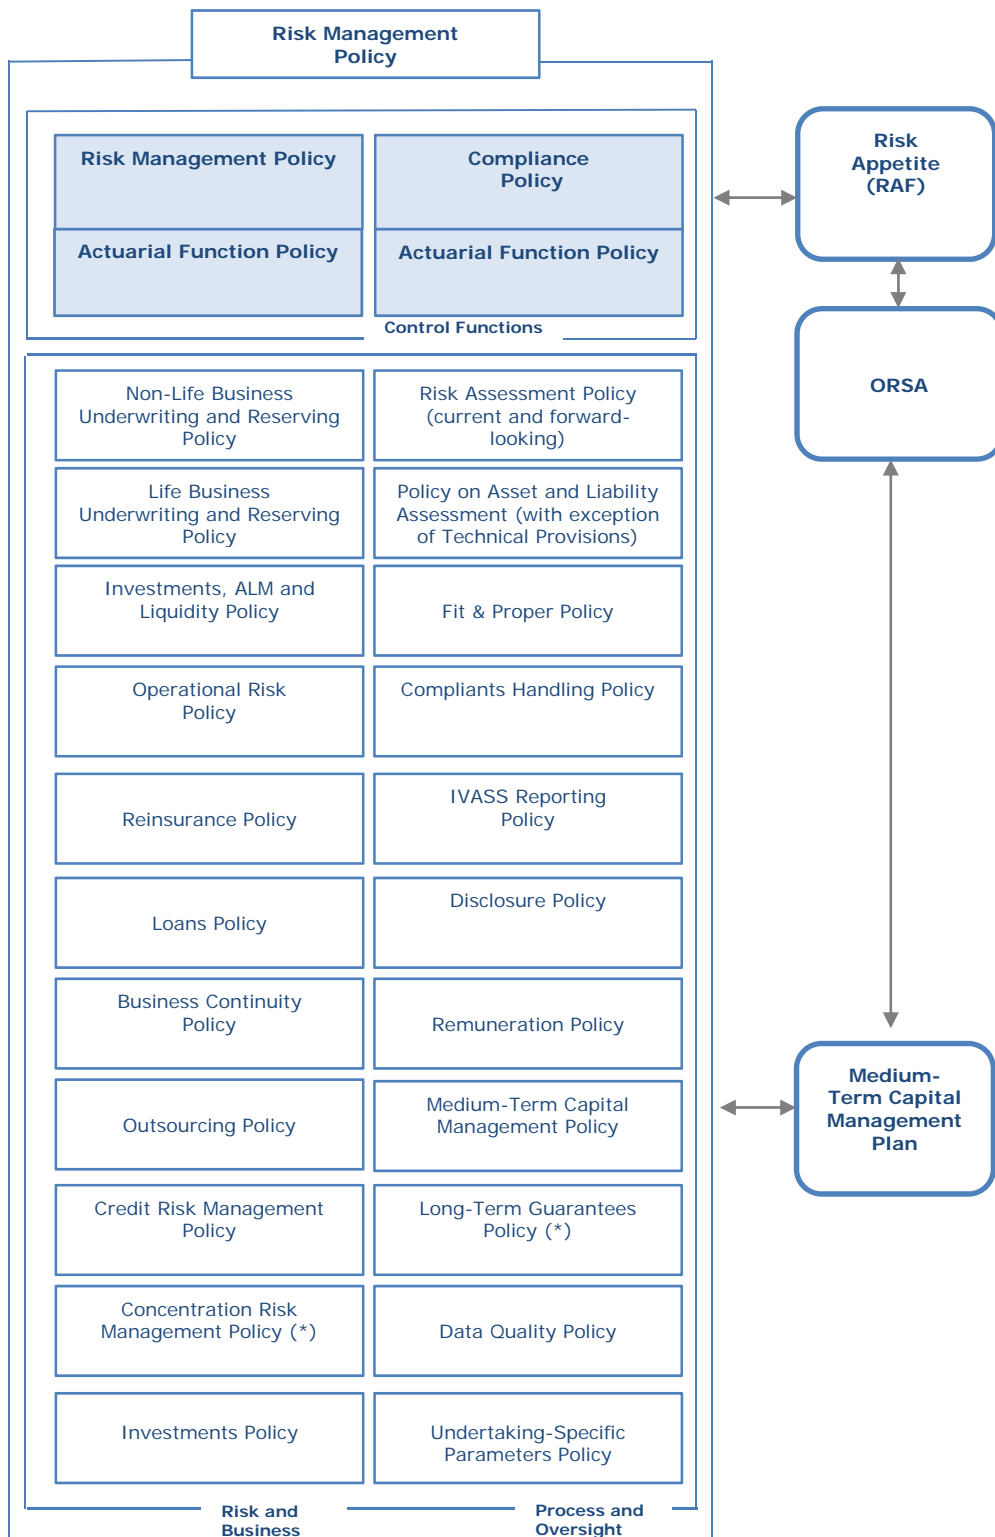 Risk Management
Policy
Risk Management Policy
Compliance
Policy
Actuarial Function Policy
Actuarial Function Policy
Control Functions
Non-Life Business
Underwriting and Reserving
Policy
Risk Assessment Policy
(current and forward-
looking)
Life Business
Underwriting and Reserving
Policy
Policy on Asset and Liability
Assessment (with exception
of Technical Provisions)
Investments, ALM and
Liquidity Policy
Fit & Proper Policy
Operational Risk
Policy
Compliants Handling Policy
Reinsurance Policy
IVASS Reporting
Policy
Loans Policy
Disclosure Policy
Business Continuity
Policy
Remuneration Policy
Outsourcing Policy
Medium-Term Capital
Management Policy
Credit Risk Management
Policy
Long-Term Guarantees
Policy (*)
Concentration Risk
Management Policy (*)
Data Quality Policy
Investments Policy
Undertaking-Specific
Parameters Policy
Risk and
Business
Process and
Oversight
Risk
Appetite
(RAF)
ORSA
Medium-
Term Capital
Management
Plan